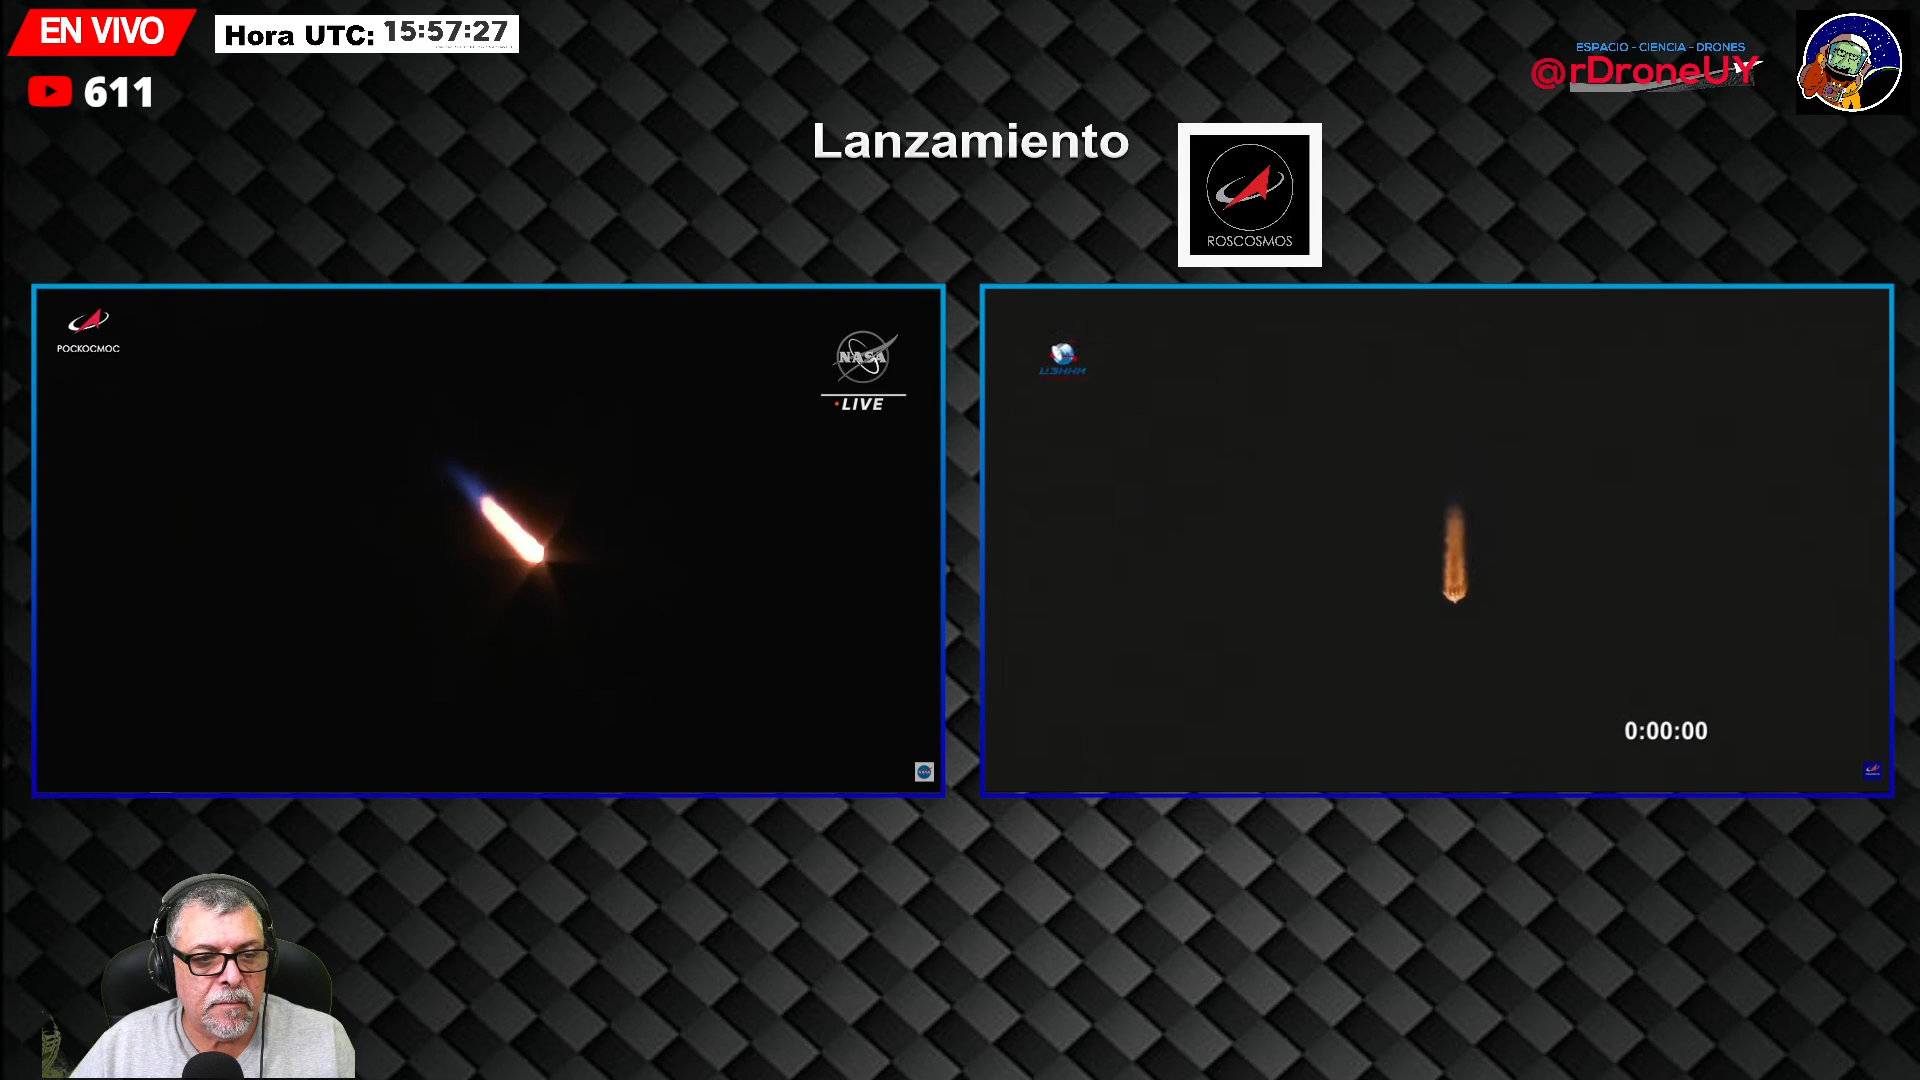 EN VIVO
Hora UTC: 15:57:27
611
ESPACIO - CIENCIA - DRONES
@rDroneUY
Lanzamiento
ROSCOSMOS
РОСКОСМОС
NASA
LIVE
ЦЭНКИ
0:00:00